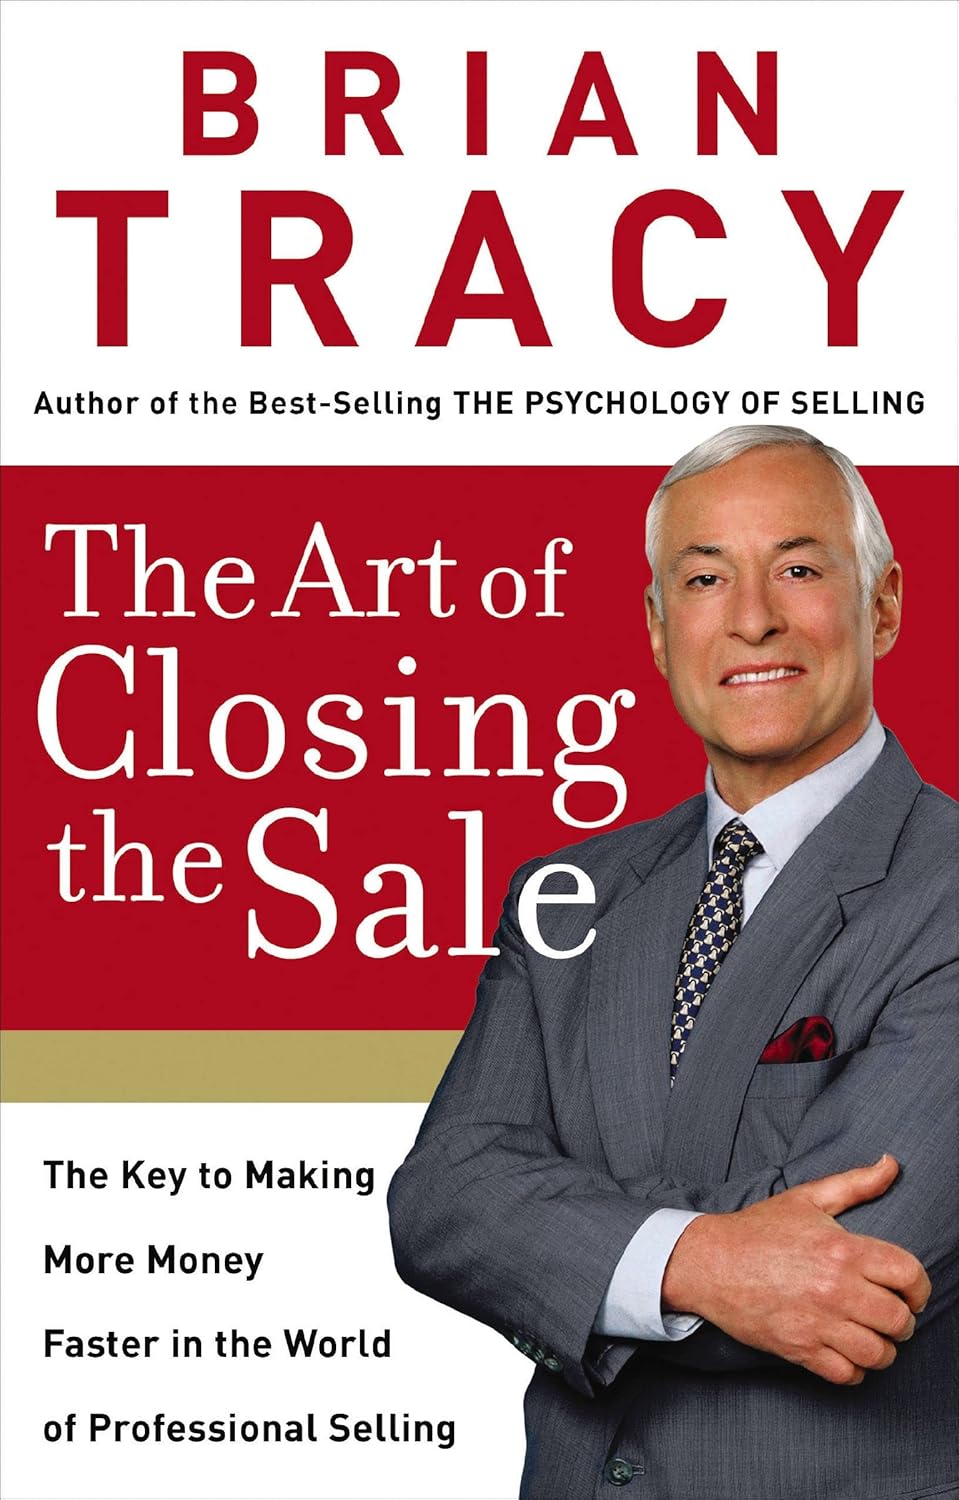 BRIAN
TRACY
Author of the Best-Selling THE PSYCHOLOGY OF SELLING
The Art of
Closing
the Sale
The Key to Making
More Money
Faster in the World
of Professional Selling